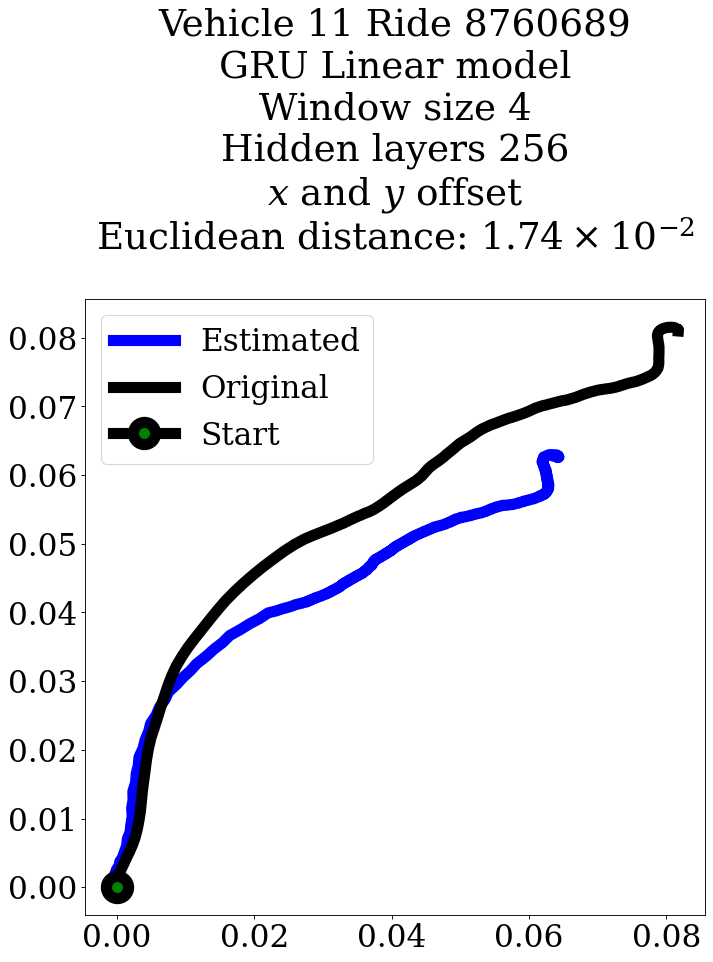 Vehicle 11 Ride 8760689
GRU Linear model
Window size 4
Hidden layers 256
x and y offset
Euclidean distance: 1.74 × 10⁻²
Estimated
Original
Start
0.08
0.07
0.06
0.05
0.04
0.03
0.02
0.01
0.00
0.00 0.02 0.04 0.06 0.08